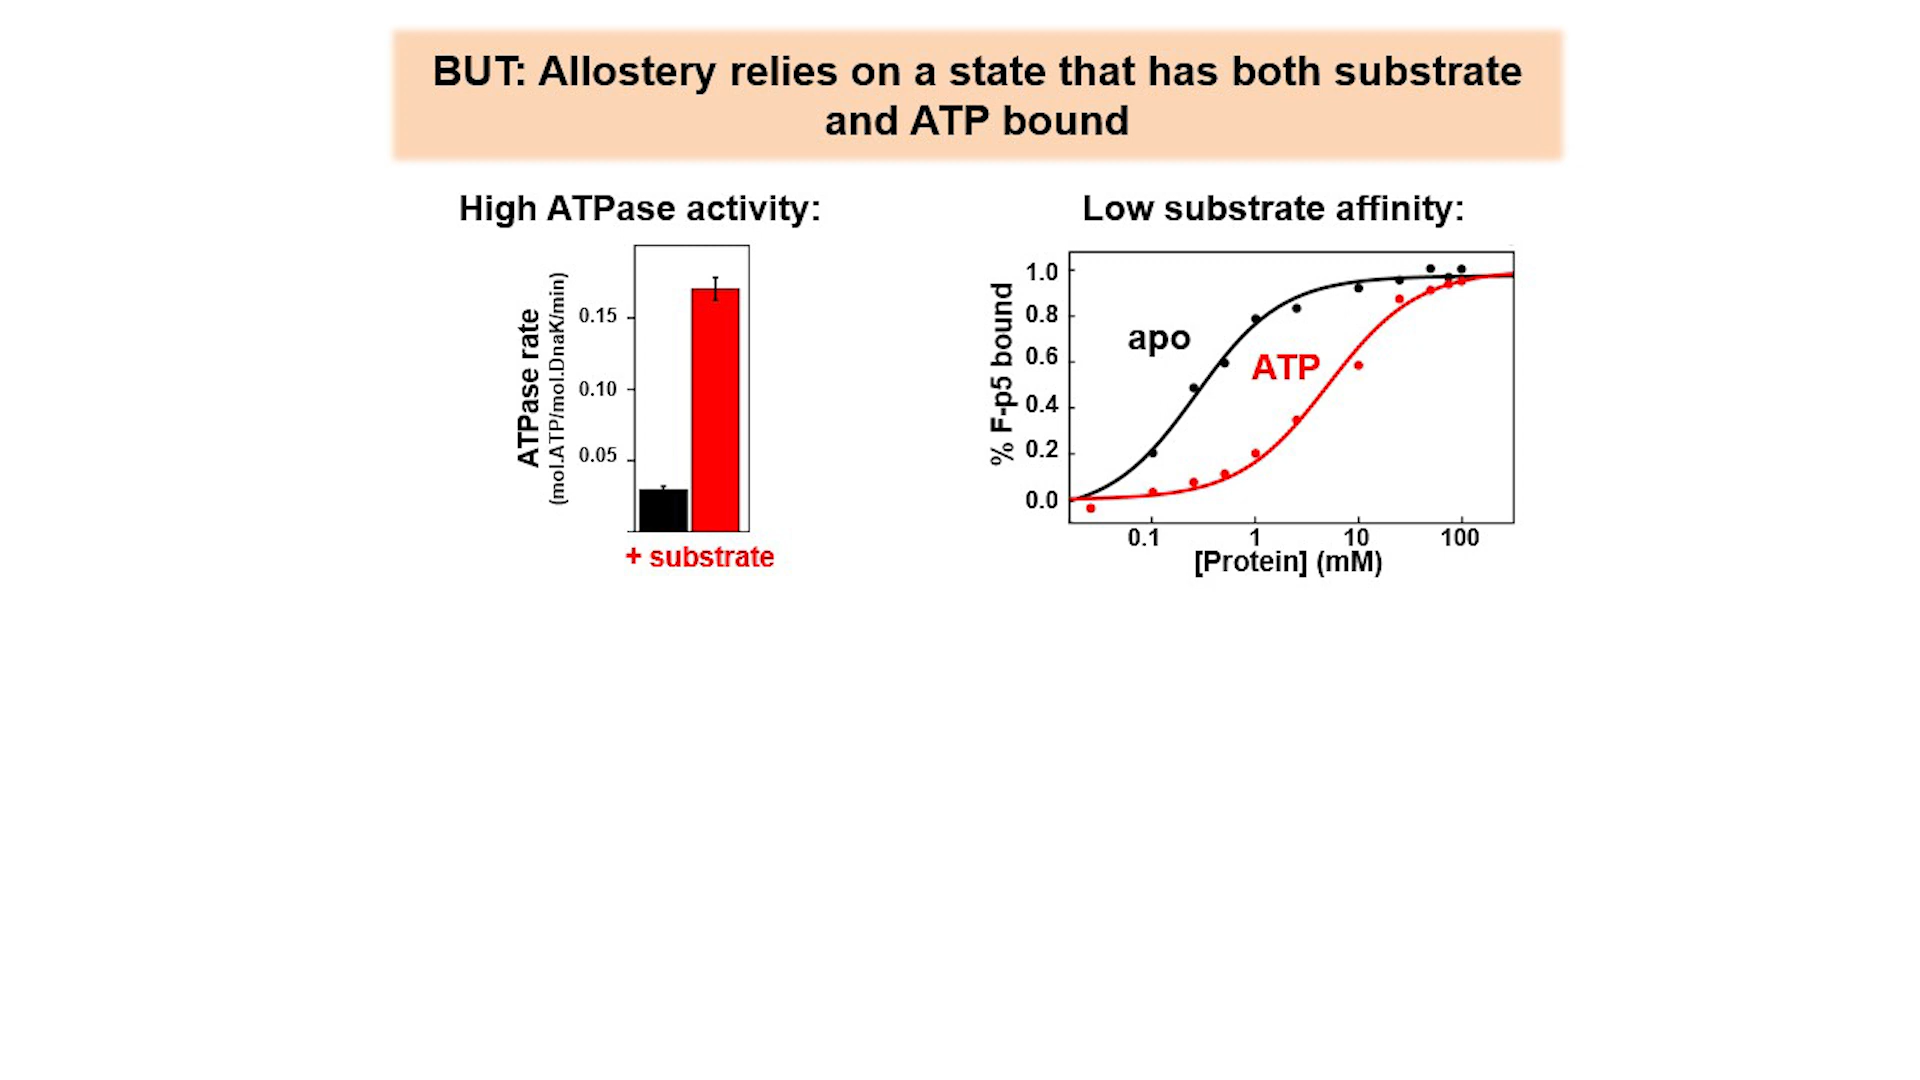 BUT: Allostery relies on a state that has both substrate
and ATP bound
High ATPase activity:
ATPase rate
(mol.ATP/mol.DnaK/min)
0.15
0.10
0.05
+ substrate
Low substrate affinity:
% F-p5 bound
1.0
0.8
0.6
0.4
0.2
0.0
apo
ATP
0.1 1 10 100
[Protein] (mM)